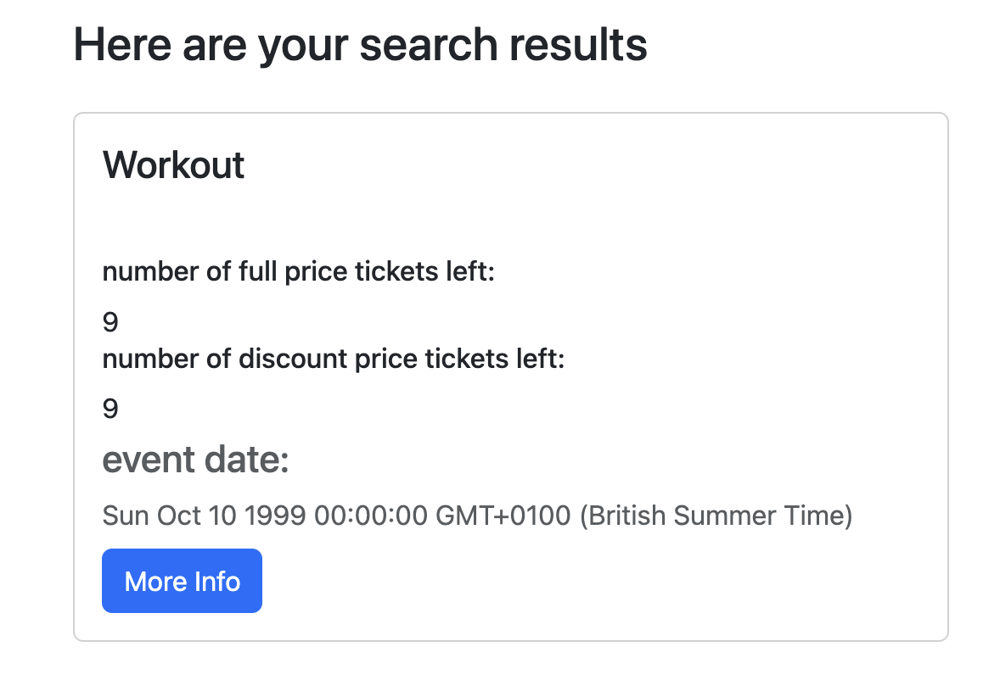 Here are your search results
Workout
number of full price tickets left:
9
number of discount price tickets left:
9
event date:
Sun Oct 10 1999 00:00:00 GMT+0100 (British Summer Time)
More Info